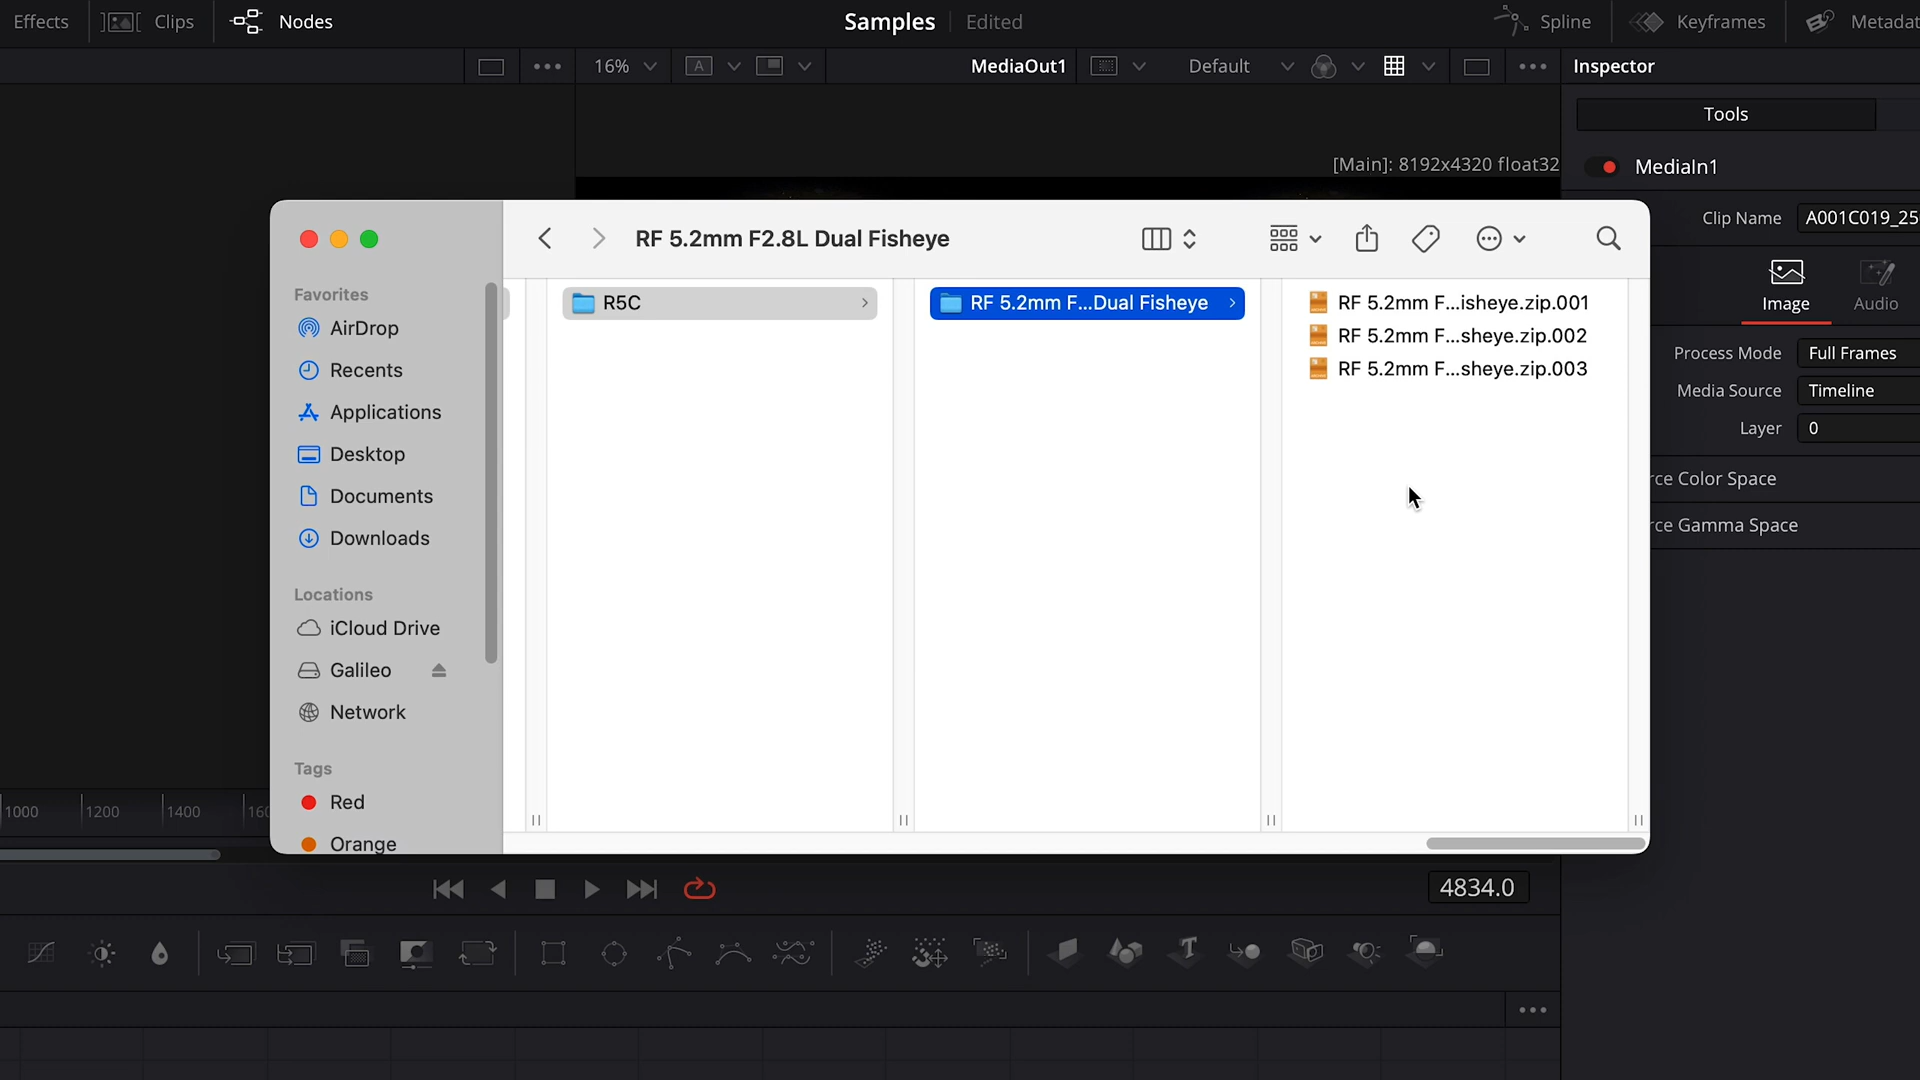 Effects
Clips
Nodes
Samples
Edited
Spline
Keyframes
Metadat
16%
A
MediaOut1
Default
Inspector
Tools
[Main]: 8192x4320 float32
MediaIn1
Clip Name
A001C019_25
Image
Audio
Process Mode
Full Frames
Media Source
Timeline
Layer
0
rce Color Space
rce Gamma Space
RF 5.2mm F2.8L Dual Fisheye
Favorites
AirDrop
Recents
Applications
Desktop
Documents
Downloads
Locations
iCloud Drive
Galileo
Network
Tags
Red
Orange
R5C
RF 5.2mm F...Dual Fisheye
RF 5.2mm F...isheye.zip.001
RF 5.2mm F...sheye.zip.002
RF 5.2mm F...sheye.zip.003
1000
1200
1400
160
4834.0
T